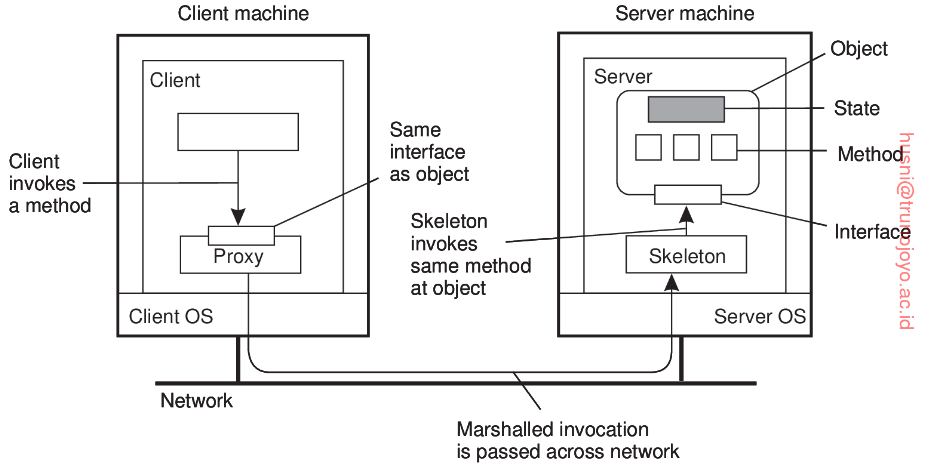 Client machine
Server machine
Client
Server
Object
State
Method
Interface
Client
invokes
a method
Same
interface
as object
Proxy
Skeleton
invokes
same method
at object
Skeleton
Client OS
Server OS
Network
Marshalled invocation
is passed across network
husni@trunojoyo.ac.id